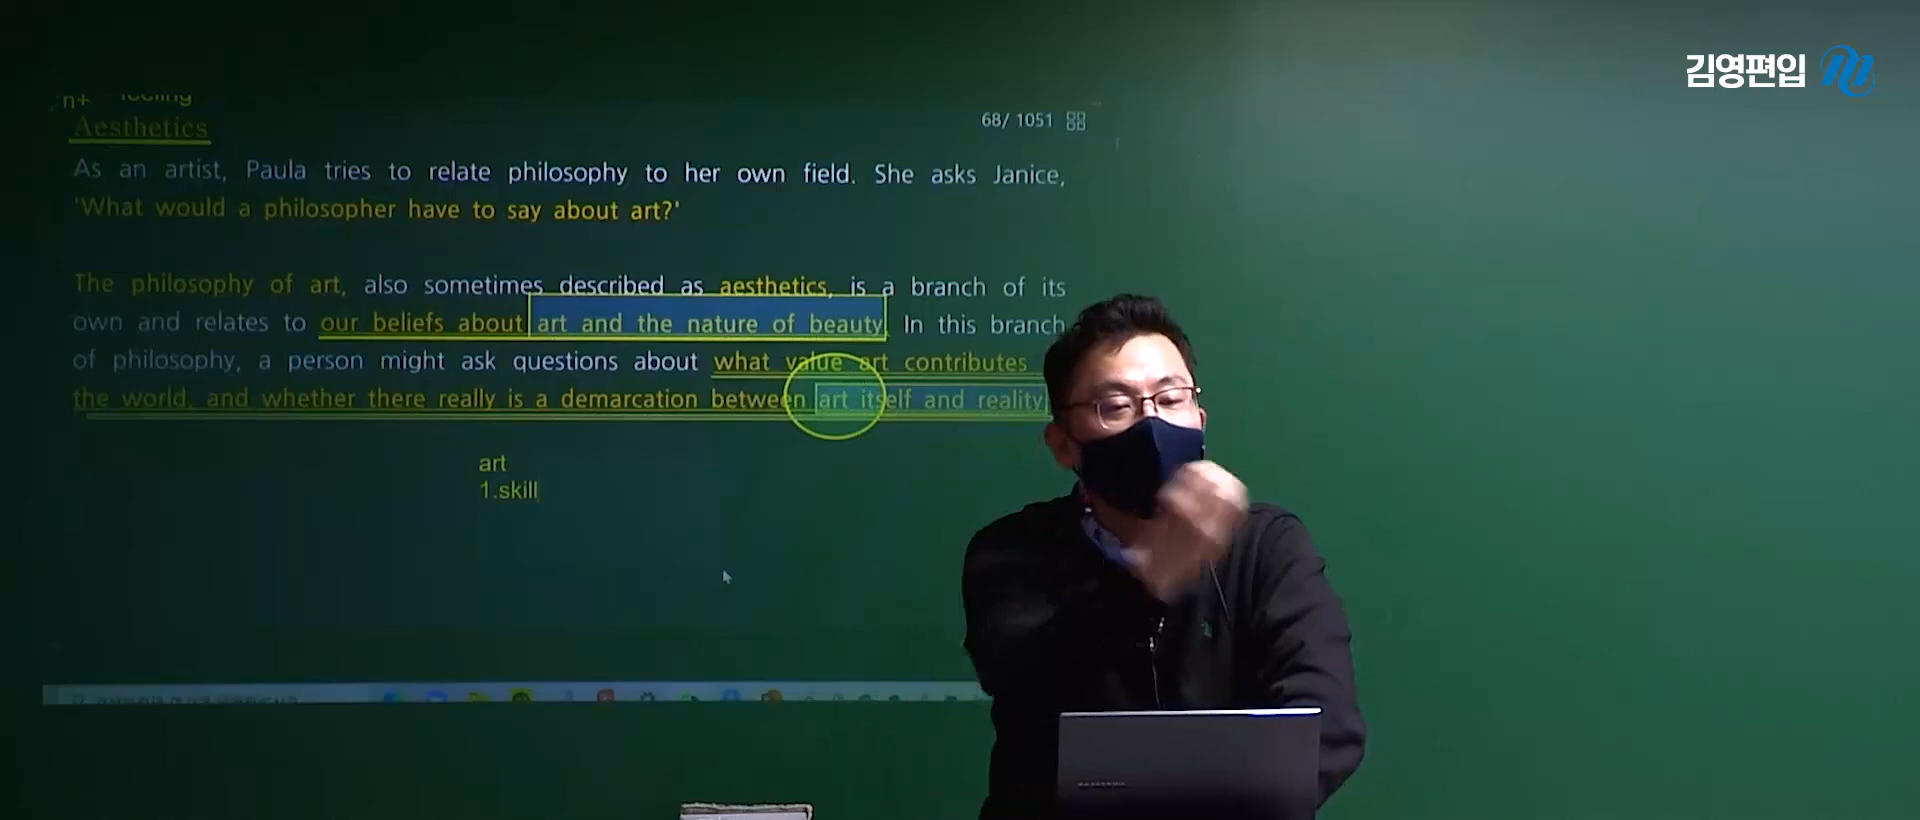 김영편입
n+ feeling
Aesthetics
68/ 1051
As an artist, Paula tries to relate philosophy to her own field. She asks Janice,
'What would a philosopher have to say about art?'
The philosophy of art, also sometimes described as aesthetics, is a branch of its
own and relates to our beliefs about art and the nature of beauty. In this branch
of philosophy, a person might ask questions about what value art contributes
the world, and whether there really is a demarcation between art itself and reality
art
1.skill